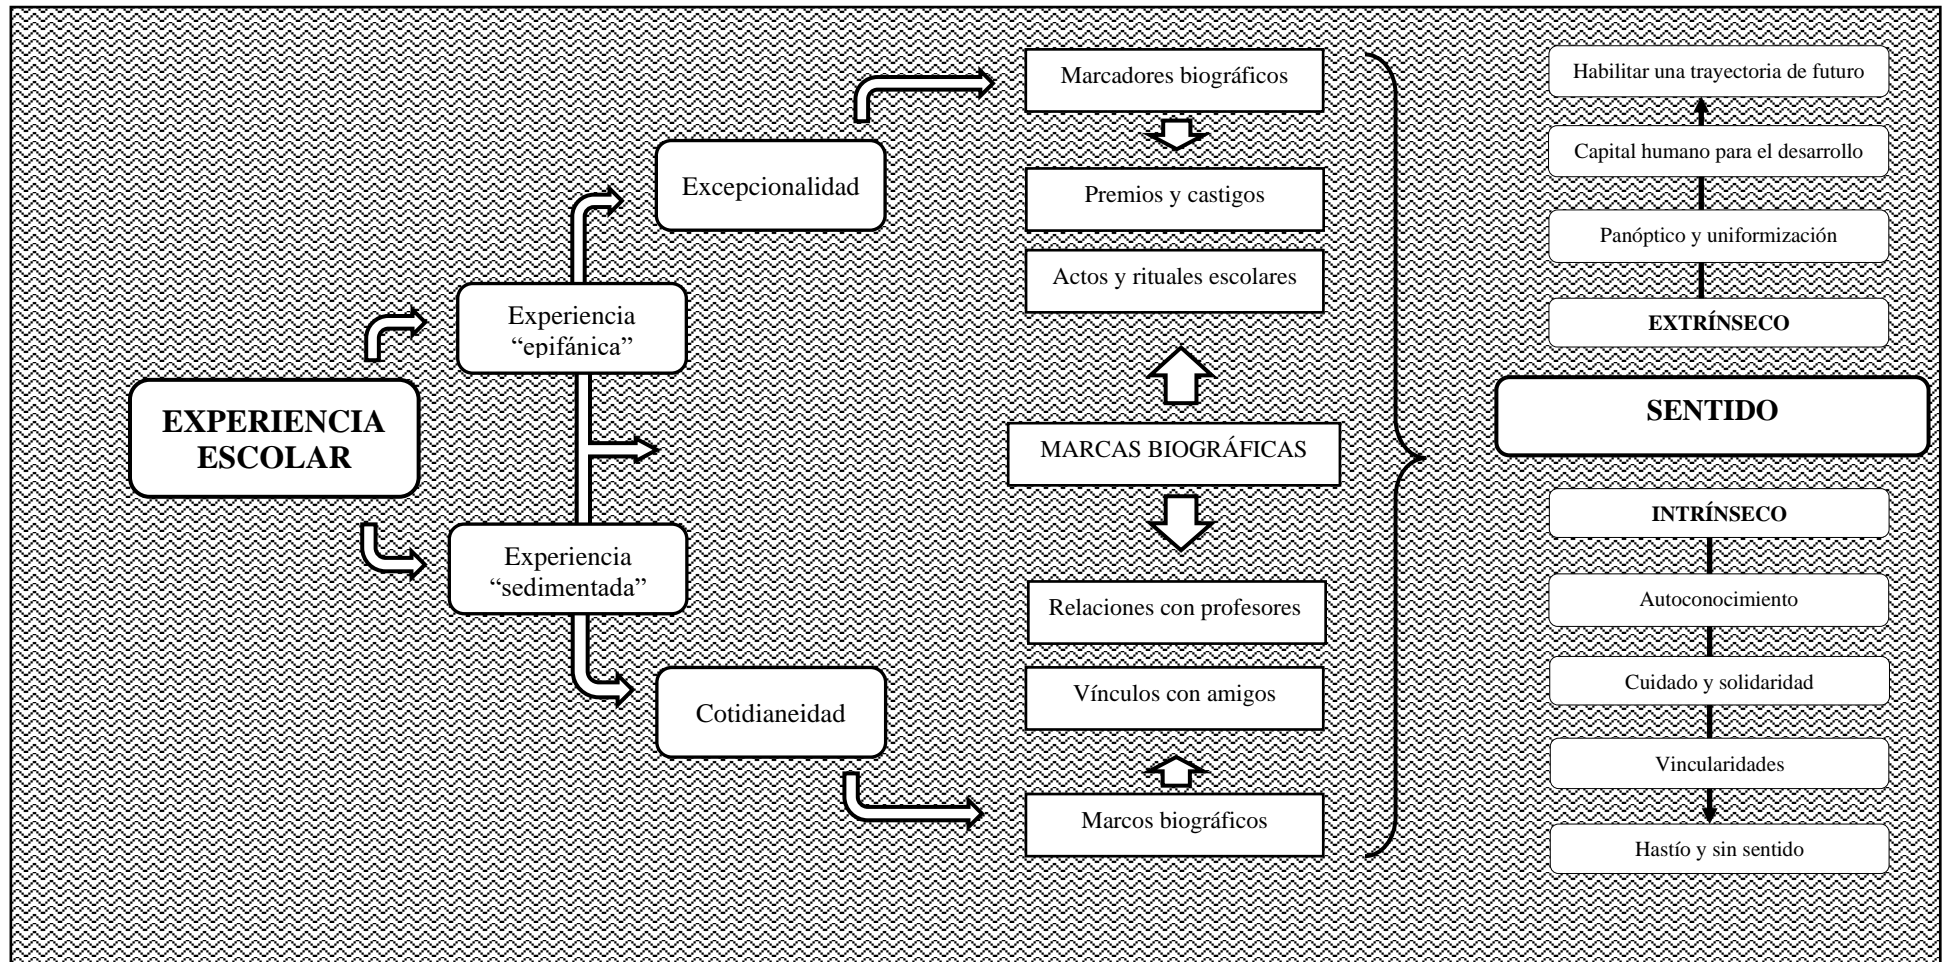 EXPERIENCIA
ESCOLAR
Experiencia
“epifánica”
Experiencia
“sedimentada”
Excepcionalidad
Cotidianeidad
Marcadores biográficos
Premios y castigos
Actos y rituales escolares
MARCAS BIOGRÁFICAS
Relaciones con profesores
Vínculos con amigos
Marcos biográficos
Habilitar una trayectoria de futuro
Capital humano para el desarrollo
Panóptico y uniformización
EXTRÍNSECO
SENTIDO
INTRÍNSECO
Autoconocimiento
Cuidado y solidaridad
Vincularidades
Hastío y sin sentido